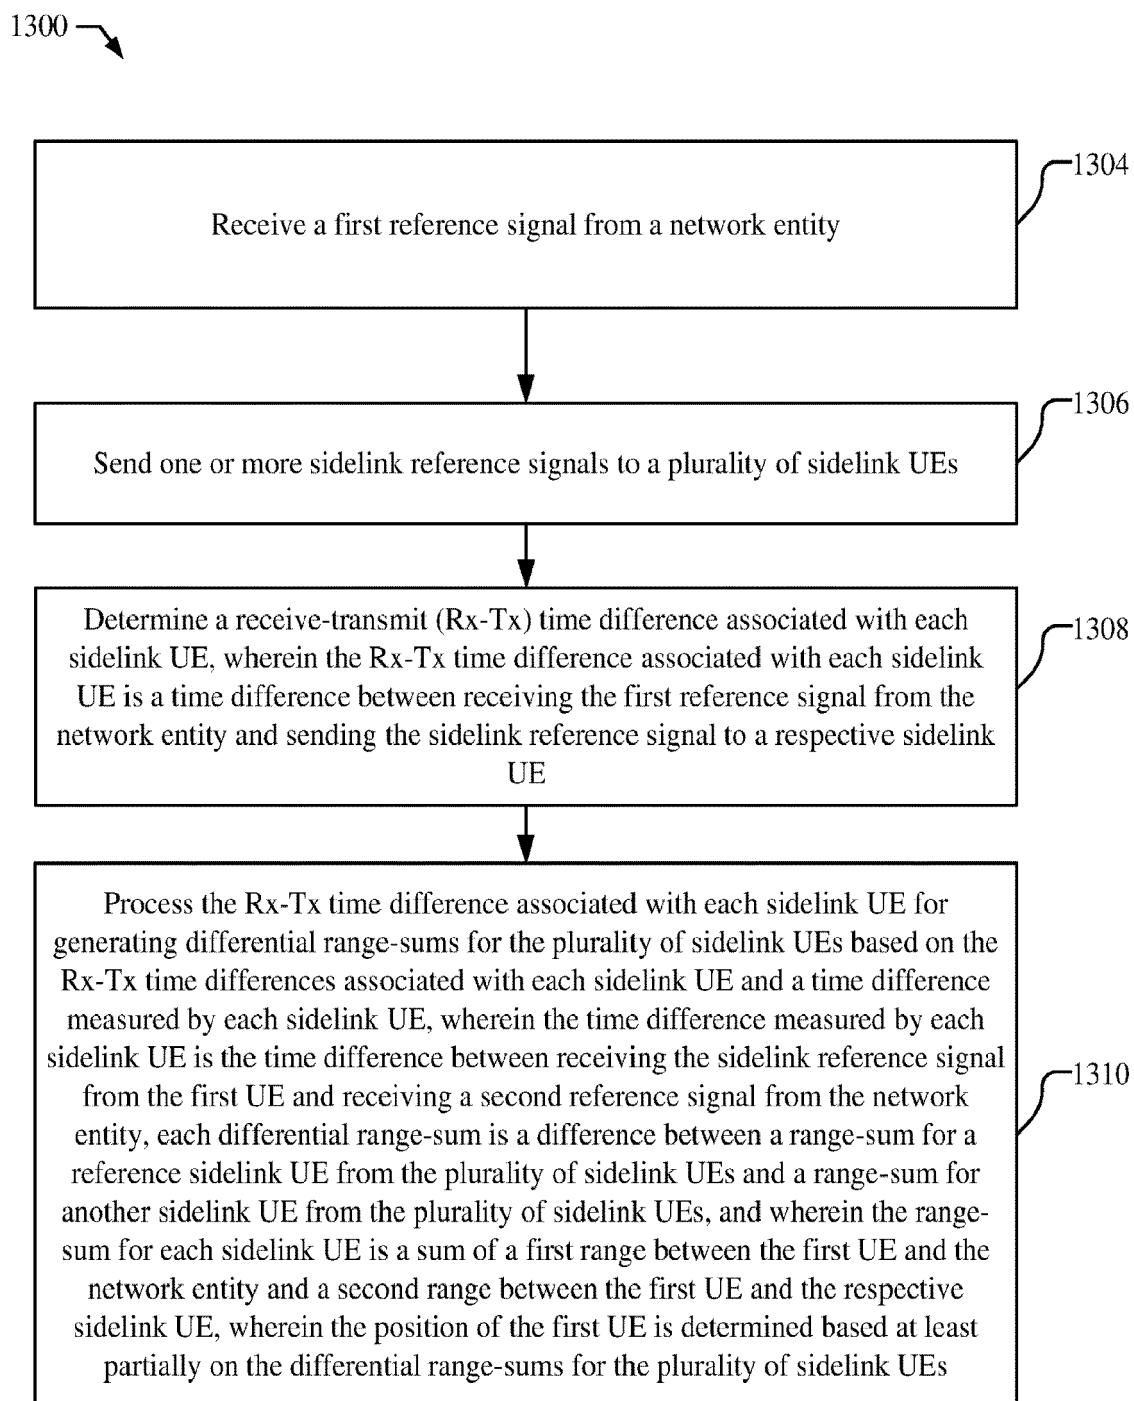 1300
1304
Receive a first reference signal from a network entity
1306
Send one or more sidelink reference signals to a plurality of sidelink UEs
Determine a receive-transmit (Rx-Tx) time difference associated with each
1308
sidelink UE, wherein the Rx-Tx time difference associated with each sidelink
UE is a time difference between receiving the first reference signal from the
network entity and sending the sidelink reference signal to a respective sidelink
UE
Process the Rx-Tx time difference associated with each sidelink UE for
generating differential range-sums for the plurality of sidelink UEs based on the
Rx-Tx time differences associated with each sidelink UE and a time difference
measured by each sidelink UE, wherein the time difference measured by each
sidelink UE is the time difference between receiving the sidelink reference signal
1310
from the first UE and receiving a second reference signal from the network
entity, each differential range-sum is a difference between a range-sum for a
reference sidelink UE from the plurality of sidelink UEs and a range-sum for
another sidelink UE from the plurality of sidelink UEs, and wherein the range-
sum for each sidelink UE is a sum of a first range between the first UE and the
network entity and a second range between the first UE and the respective
sidelink UE, wherein the position of the first UE is determined based at least
partially on the differential range-sums for the plurality of sidelink UEs